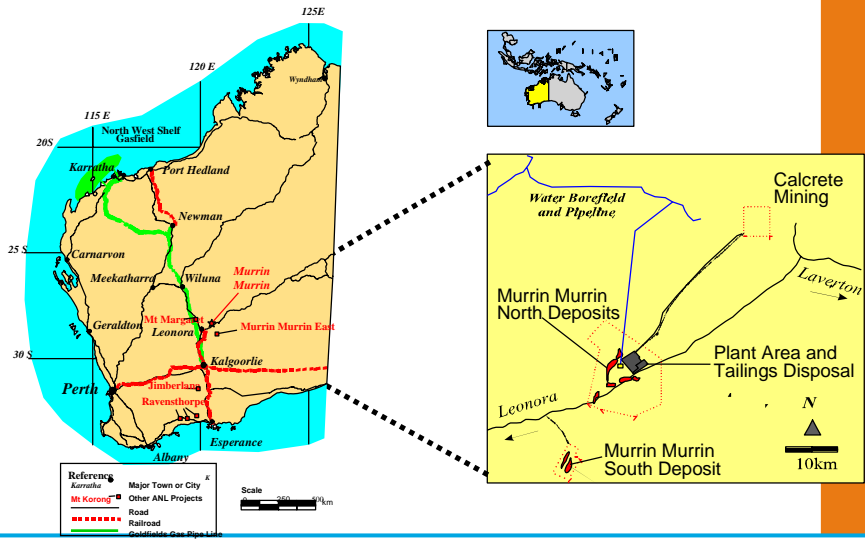 125E
120 E
Wyndham
115 E
North West Shelf
Gasfield
20S
Karratha
Port Hedland
Newman
25S
Carnarvon
Meekatharra
Wiluna
Murrin
Murrin
Mt Margaret
Geraldton
Leonora
Murrin Murrin East
30 S
Kalgoorlie
Perth
Jimberlana
Ravensthorpe
Esperance
Albany
Reference
K
Karratha
Major Town or City
Mt Korong
Other ANL Projects
Road
Railroad
Goldfields Gas Pipe Line
Scale
0 250 500
km
Calcrete
Mining
Water Borefield
and Pipeline
Laverton
Murrin Murrin
North Deposits
Plant Area and
Tailings Disposal
Leonora
N
Murrin Murrin
South Deposit
10km